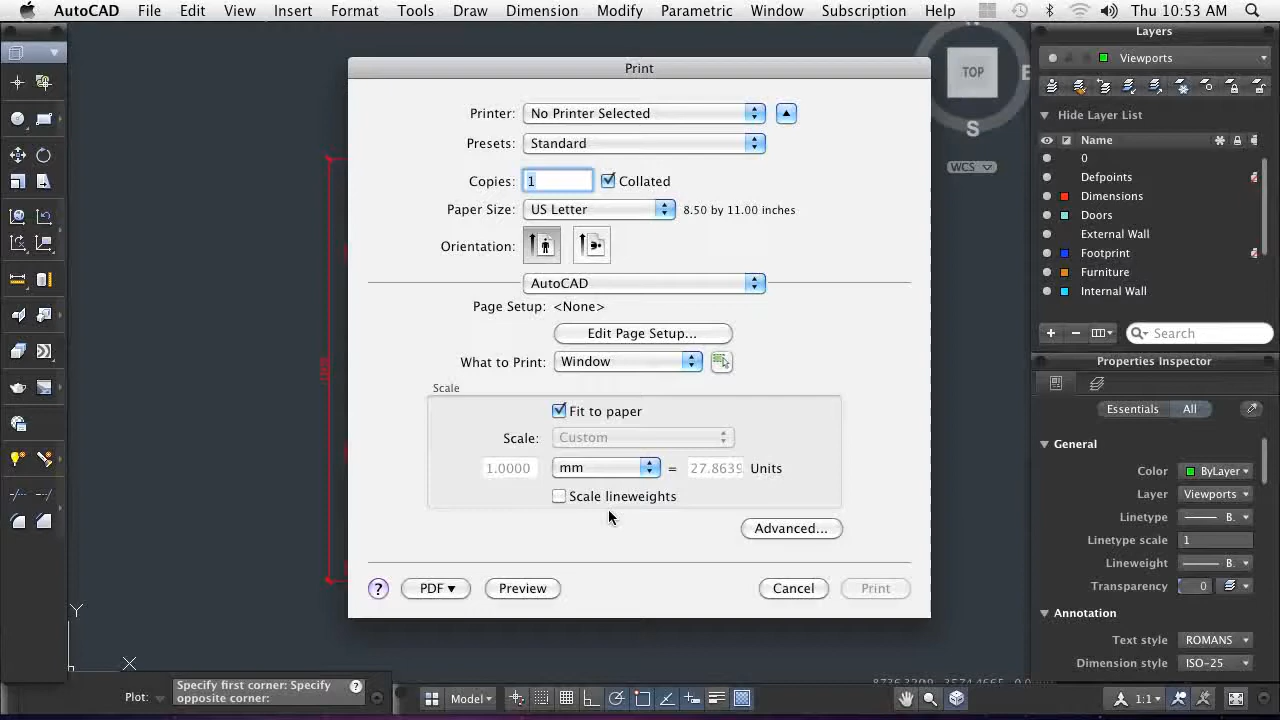 AutoCAD File Edit View Insert Format Tools Draw Dimension Modify Parametric Window Subscription Help Thu 10:53 AM
Print
Printer: No Printer Selected
Presets: Standard
Copies: 1 Collated
Paper Size: US Letter 8.50 by 11.00 inches
Orientation:
AutoCAD
Page Setup: <None>
Edit Page Setup...
What to Print: Window
Scale
Fit to paper
Scale: Custom
1.0000 mm = 27.8639 Units
Scale lineweights
Advanced...
? PDF Preview Cancel Print
TOP
S
WCS
Y
X
Layers
Viewports
Hide Layer List
Name
0
Defpoints
Dimensions
Doors
External Wall
Footprint
Furniture
Internal Wall
Search
Properties Inspector
Essentials All
General
Color ByLayer
Layer Viewports
Linetype B.
Linetype scale 1
Lineweight B.
Transparency 0
Annotation
Text style ROMANS
Dimension style ISO-25
Plot: Specify first corner: Specify
opposite corner: ?
Model
1:1